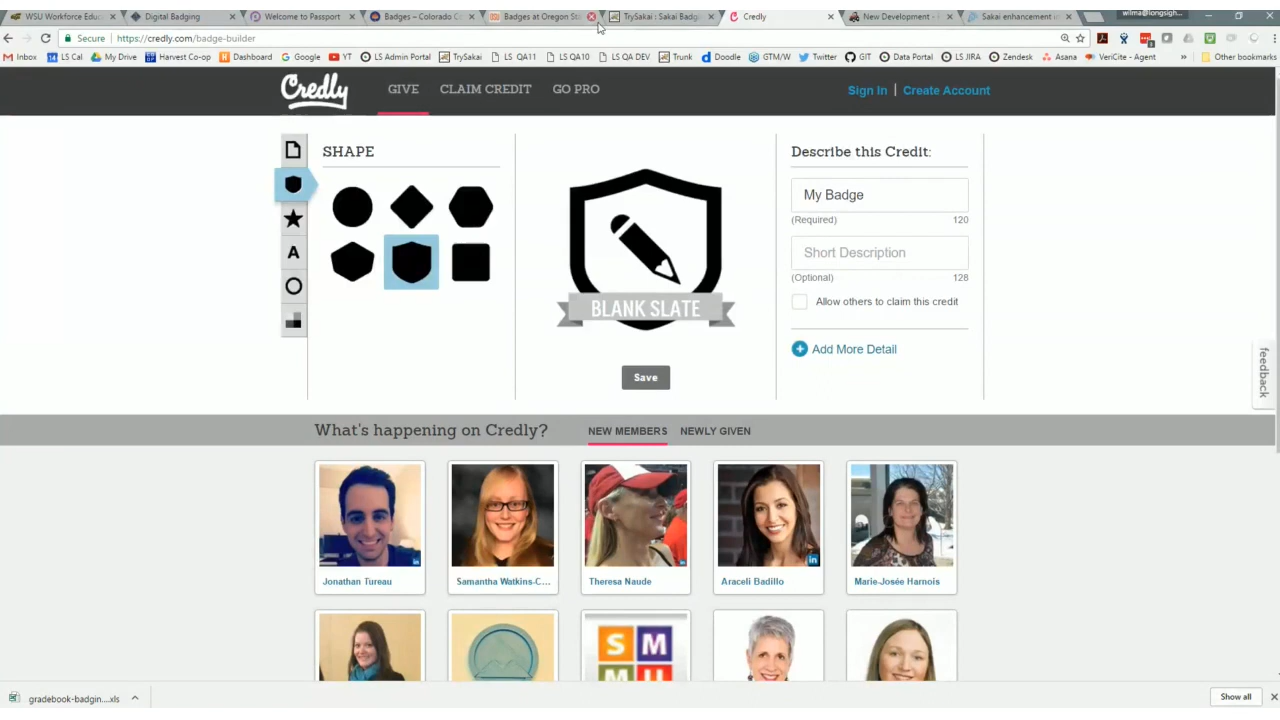 WSU Workforce Educ
Digital Badging
Welcome to Passport
Badges – Colorado Co
Badges at Oregon Sta
TrySakai : Sakai Badg
Credly
New Development -
Sakai enhancement i
wilma@longsigh...
Secure
https://credly.com/badge-builder
Inbox
LS Cal
My Drive
Harvest Co-op
Dashboard
Google
YT
LS Admin Portal
TrySakai
LS QA11
LS QA10
LS QA DEV
Trunk
Doodle
GTM/W
Twitter
GIT
Data Portal
LS JIRA
Zendesk
Asana
VeriCite - Agent
»
Other bookmarks
Credly
GIVE
CLAIM CREDIT
GO PRO
Sign In | Create Account
SHAPE
A
BLANK SLATE
Save
Describe this Credit:
My Badge
(Required) 120
Short Description
(Optional) 128
Allow others to claim this credit
Add More Detail
feedback
What's happening on Credly?
NEW MEMBERS
NEWLY GIVEN
Jonathan Tureau
Samantha Watkins-C...
Theresa Naude
Araceli Badillo
Marie-Josée Harnois
S M
gradebook-badgin....xls
Show all